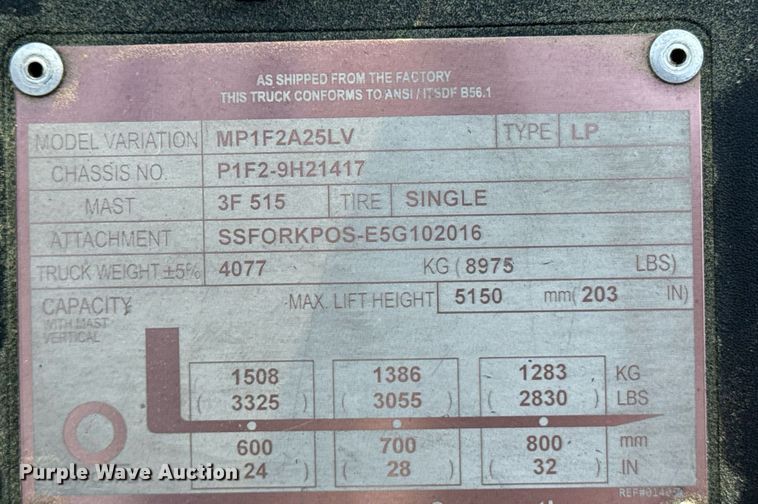 AS SHIPPED FROM THE FACTORY
THIS TRUCK CONFORMS TO ANSI / ITSDF B56.1
MODEL VARIATION MP1F2A25LV TYPE LP
CHASSIS NO. P1F2-9H21417
MAST 3F 515 TIRE SINGLE
ATTACHMENT SSFORKPOS-E5G102016
TRUCK WEIGHT ±5% 4077 KG ( 8975 LBS)
CAPACITY MAX. LIFT HEIGHT 5150 mm( 203 IN)
WITH MAST
VERTICAL
1508 1386 1283 KG
( 3325 ) ( 3055 ) ( 2830 ) LBS
600 700 800 mm
( 24 ) ( 28 ) ( 32 ) IN
Purple Wave Auction